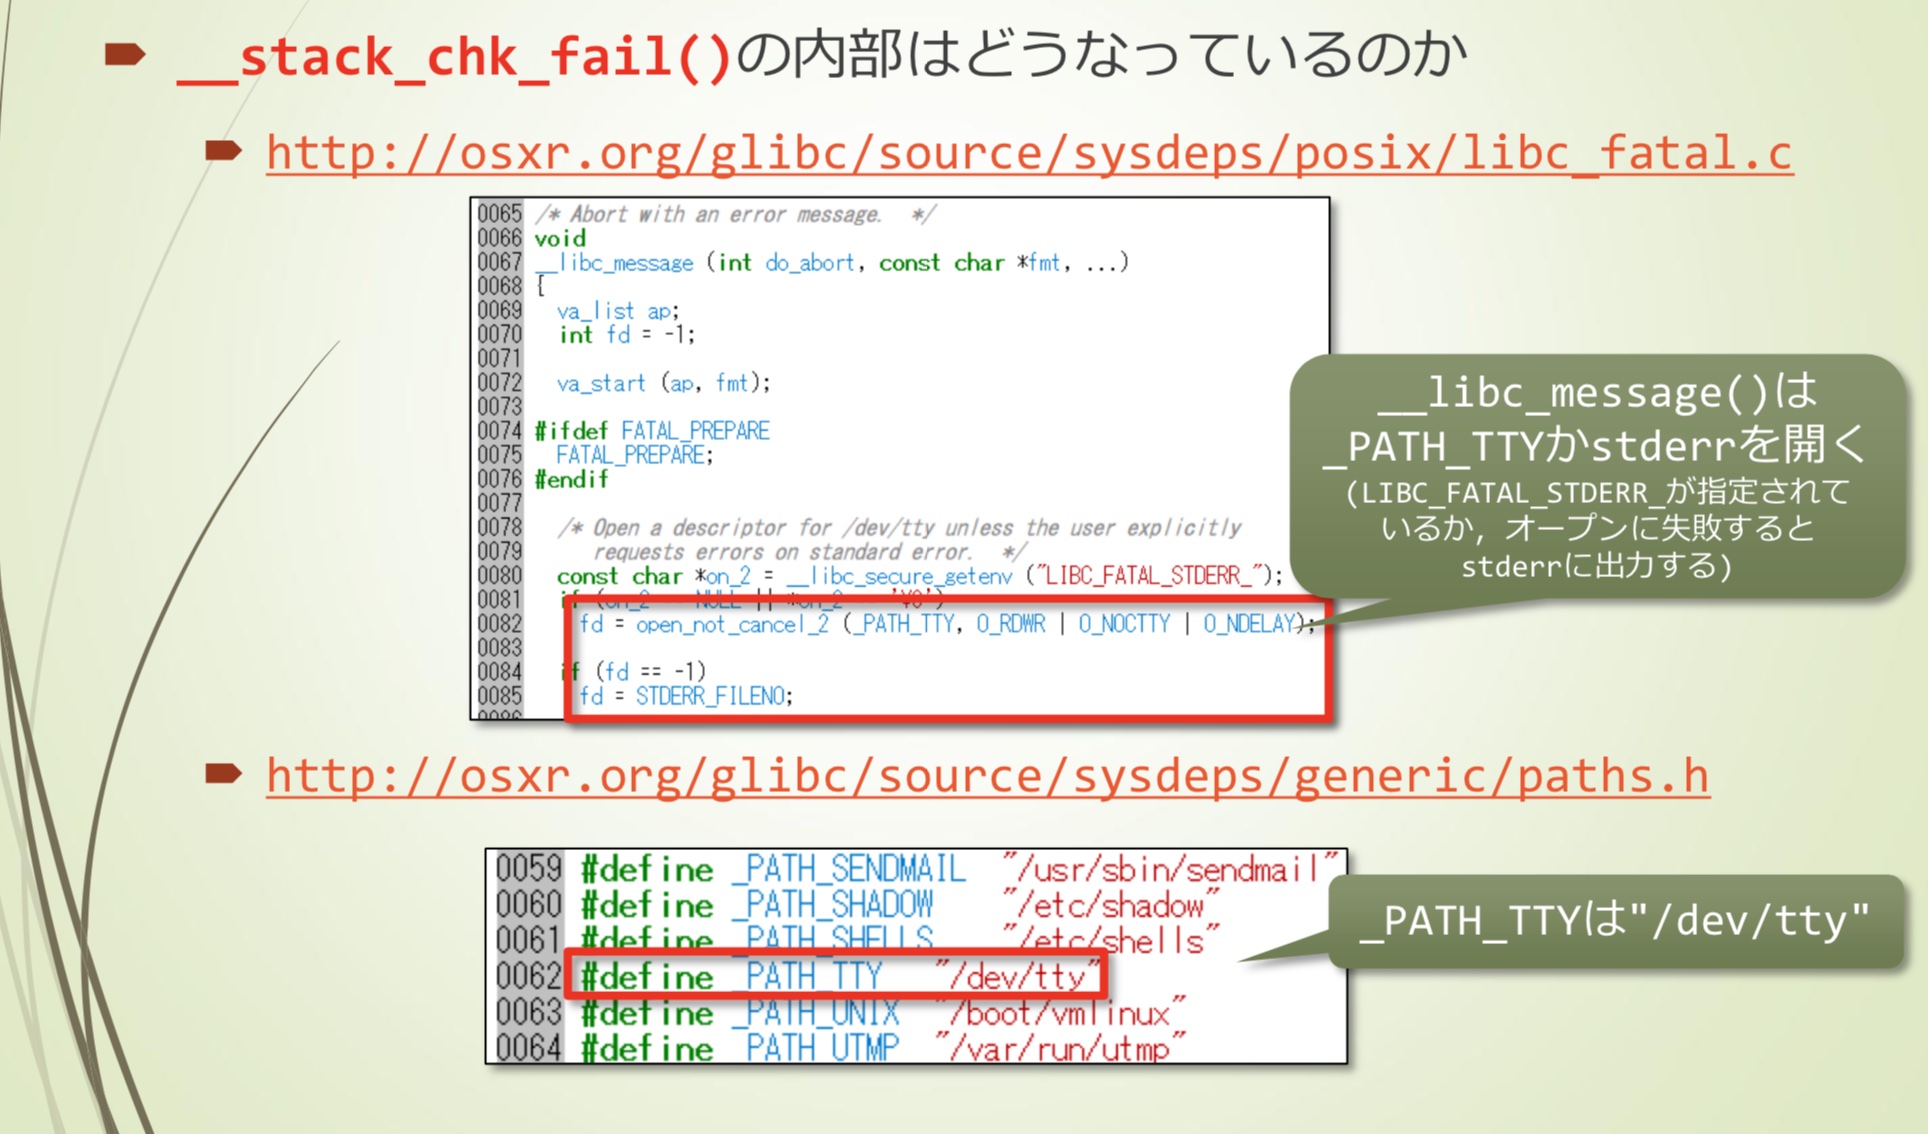 __stack_chk_fail()の内部はどうなっているのか
http://osxr.org/glibc/source/sysdeps/posix/libc_fatal.c
0065 /* Abort with an error message.  */
0066 void
0067 __libc_message (int do_abort, const char *fmt, ...)
0068 {
0069   va_list ap;
0070   int fd = -1;
0071
0072   va_start (ap, fmt);
0073
0074 #ifdef FATAL_PREPARE
0075   FATAL_PREPARE;
0076 #endif
0077
0078   /* Open a descriptor for /dev/tty unless the user explicitly
0079      requests errors on standard error.  */
0080   const char *on_2 = __libc_secure_getenv ("LIBC_FATAL_STDERR_");
0081   if (on_2 NULL || *on_2 '¥0')
0082     fd = open_not_cancel_2 (_PATH_TTY, O_RDWR | O_NOCTTY | O_NDELAY);
0083
0084   if (fd == -1)
0085     fd = STDERR_FILENO;
0086
__libc_message()は
_PATH_TTYかstderrを開く
(LIBC_FATAL_STDERR_が指定されて
いるか, オープンに失敗すると
stderrに出力する)
http://osxr.org/glibc/source/sysdeps/generic/paths.h
0059 #define _PATH_SENDMAIL  "/usr/sbin/sendmail"
0060 #define _PATH_SHADOW    "/etc/shadow"
0061 #define _PATH_SHELLS    "/etc/shells"
0062 #define _PATH_TTY   "/dev/tty"
0063 #define _PATH_UNIX  "/boot/vmlinux"
0064 #define _PATH_UTMP  "/var/run/utmp"
_PATH_TTYは"/dev/tty"